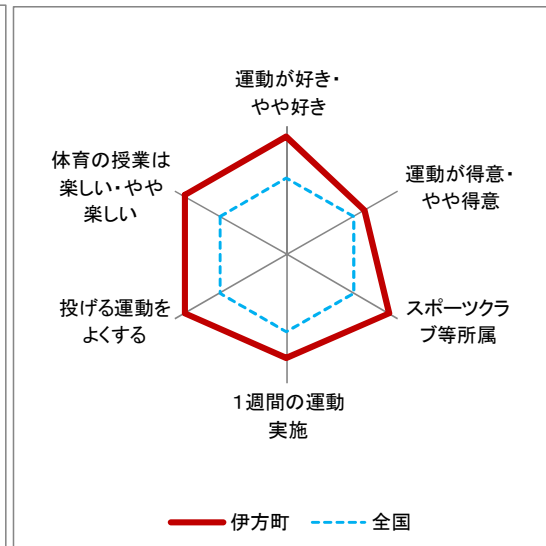 運動が好き・
やや好き
運動が得意・
やや得意
スポーツクラ
ブ等所属
1週間の運動
実施
投げる運動を
よくする
体育の授業は
楽しい・やや
楽しい
伊方町
全国